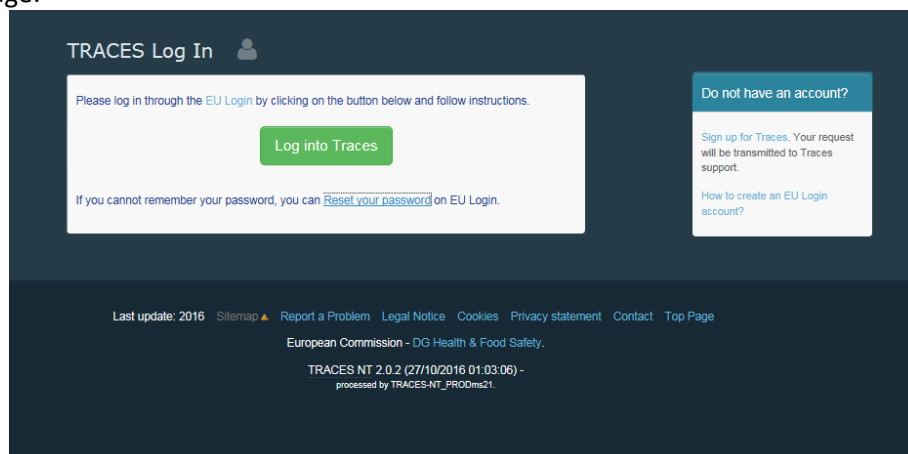 age.
TRACES Log In
Please log in through the EU Login by clicking on the button below and follow instructions.
Log into Traces
If you cannot remember your password, you can Reset your password on EU Login.
Do not have an account?
Sign up for Traces. Your request
will be transmitted to Traces
support.
How to create an EU Login
account?
Last update: 2016 Sitemap Report a Problem Legal Notice Cookies Privacy statement Contact Top Page
European Commission - DG Health & Food Safety.
TRACES NT 2.0.2 (27/10/2016 01:03:06) -
processed by TRACES-NT_PRODms21.